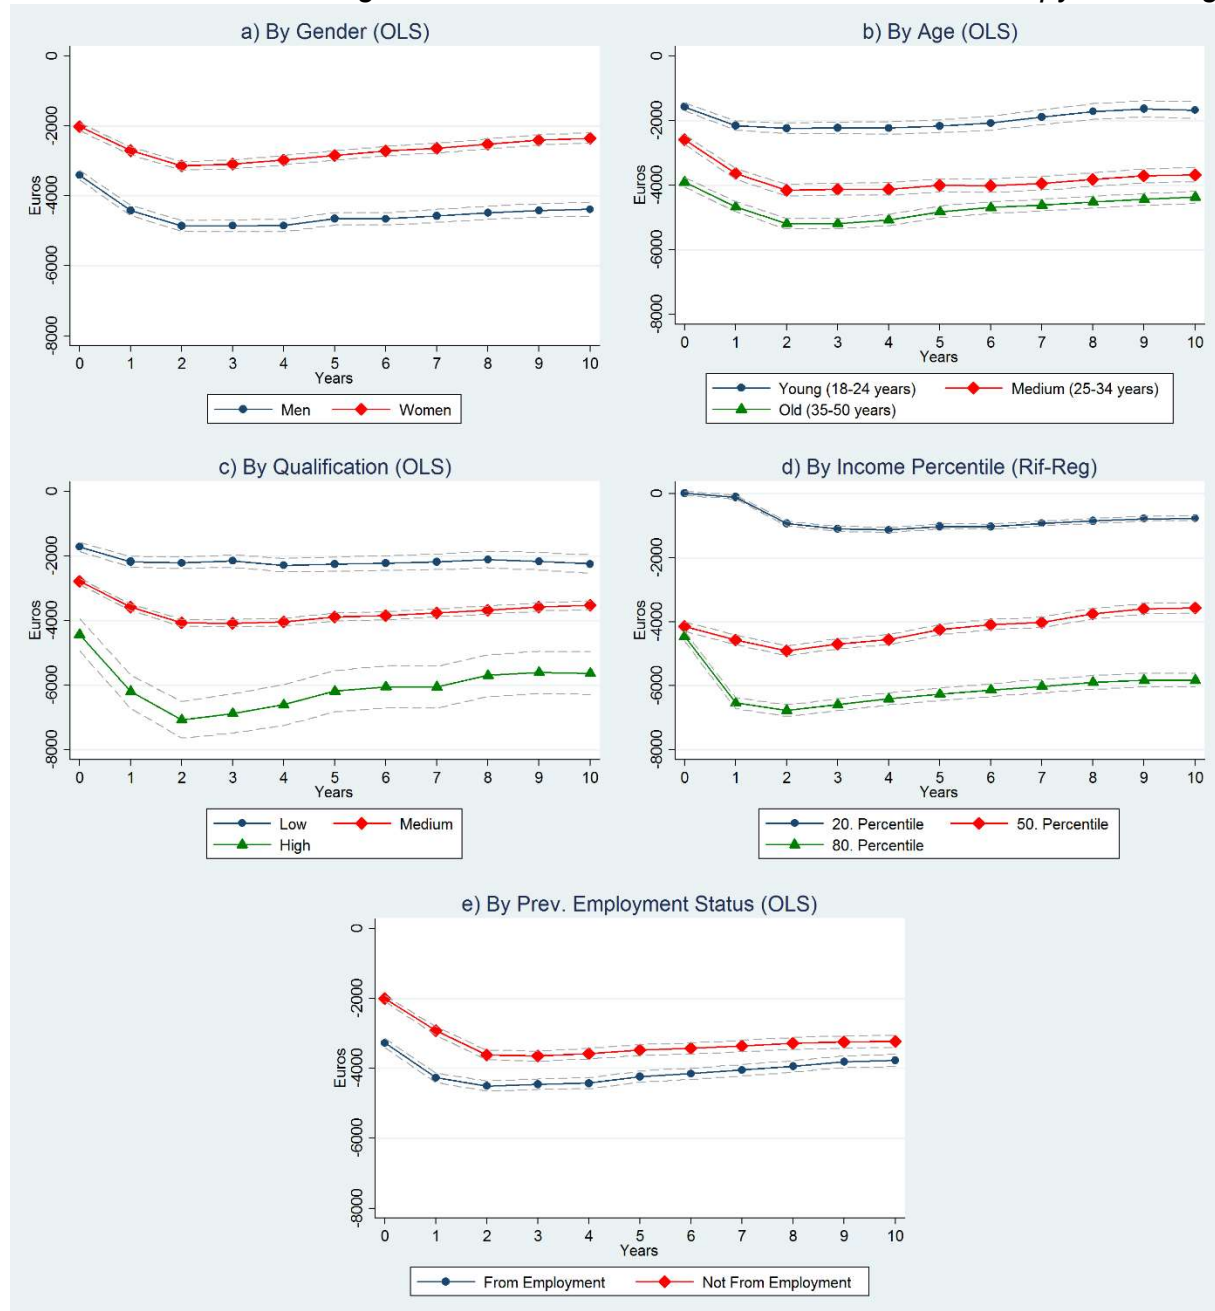 a) By Gender (OLS)
0
-2000
-4000
-6000
-8000
Euros
0 1 2 3 4 5 6 7 8 9 10
Years
Men Women
b) By Age (OLS)
0
-2000
-4000
-6000
-8000
Euros
0 1 2 3 4 5 6 7 8 9 10
Years
Young (18-24 years) Medium (25-34 years)
Old (35-50 years)
c) By Qualification (OLS)
0
-2000
-4000
-6000
-8000
Euros
0 1 2 3 4 5 6 7 8 9 10
Years
Low Medium
High
d) By Income Percentile (Rif-Reg)
0
-2000
-4000
-6000
-8000
Euros
0 1 2 3 4 5 6 7 8 9 10
Years
20. Percentile 50. Percentile
80. Percentile
e) By Prev. Employment Status (OLS)
0
-2000
-4000
-6000
-8000
Euros
0 1 2 3 4 5 6 7 8 9 10
Years
From Employment Not From Employment